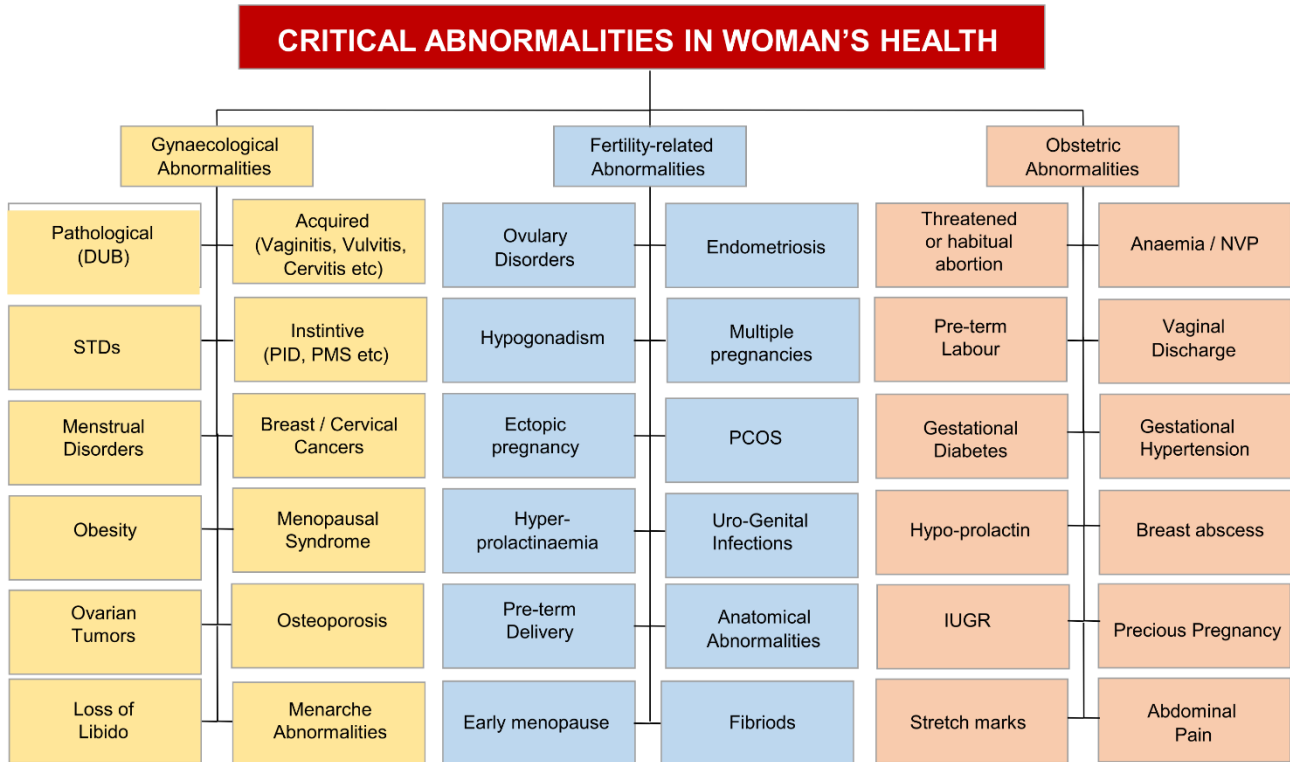 CRITICAL ABNORMALITIES IN WOMAN’S HEALTH
Gynaecological
Abnormalities
Pathological
(DUB)
Acquired
(Vaginitis, Vulvitis,
Cervitis etc)
STDs
Instintive
(PID, PMS etc)
Menstrual
Disorders
Breast / Cervical
Cancers
Obesity
Menopausal
Syndrome
Ovarian
Tumors
Osteoporosis
Loss of
Libido
Menarche
Abnormalities
Fertility-related
Abnormalities
Ovulary
Disorders
Endometriosis
Hypogonadism
Multiple
pregnancies
Ectopic
pregnancy
PCOS
Hyper-
prolactinaemia
Uro-Genital
Infections
Pre-term
Delivery
Anatomical
Abnormalities
Early menopause
Fibriods
Obstetric
Abnormalities
Threatened
or habitual
abortion
Anaemia / NVP
Pre-term
Labour
Vaginal
Discharge
Gestational
Diabetes
Gestational
Hypertension
Hypo-prolactin
Breast abscess
IUGR
Precious Pregnancy
Stretch marks
Abdominal
Pain